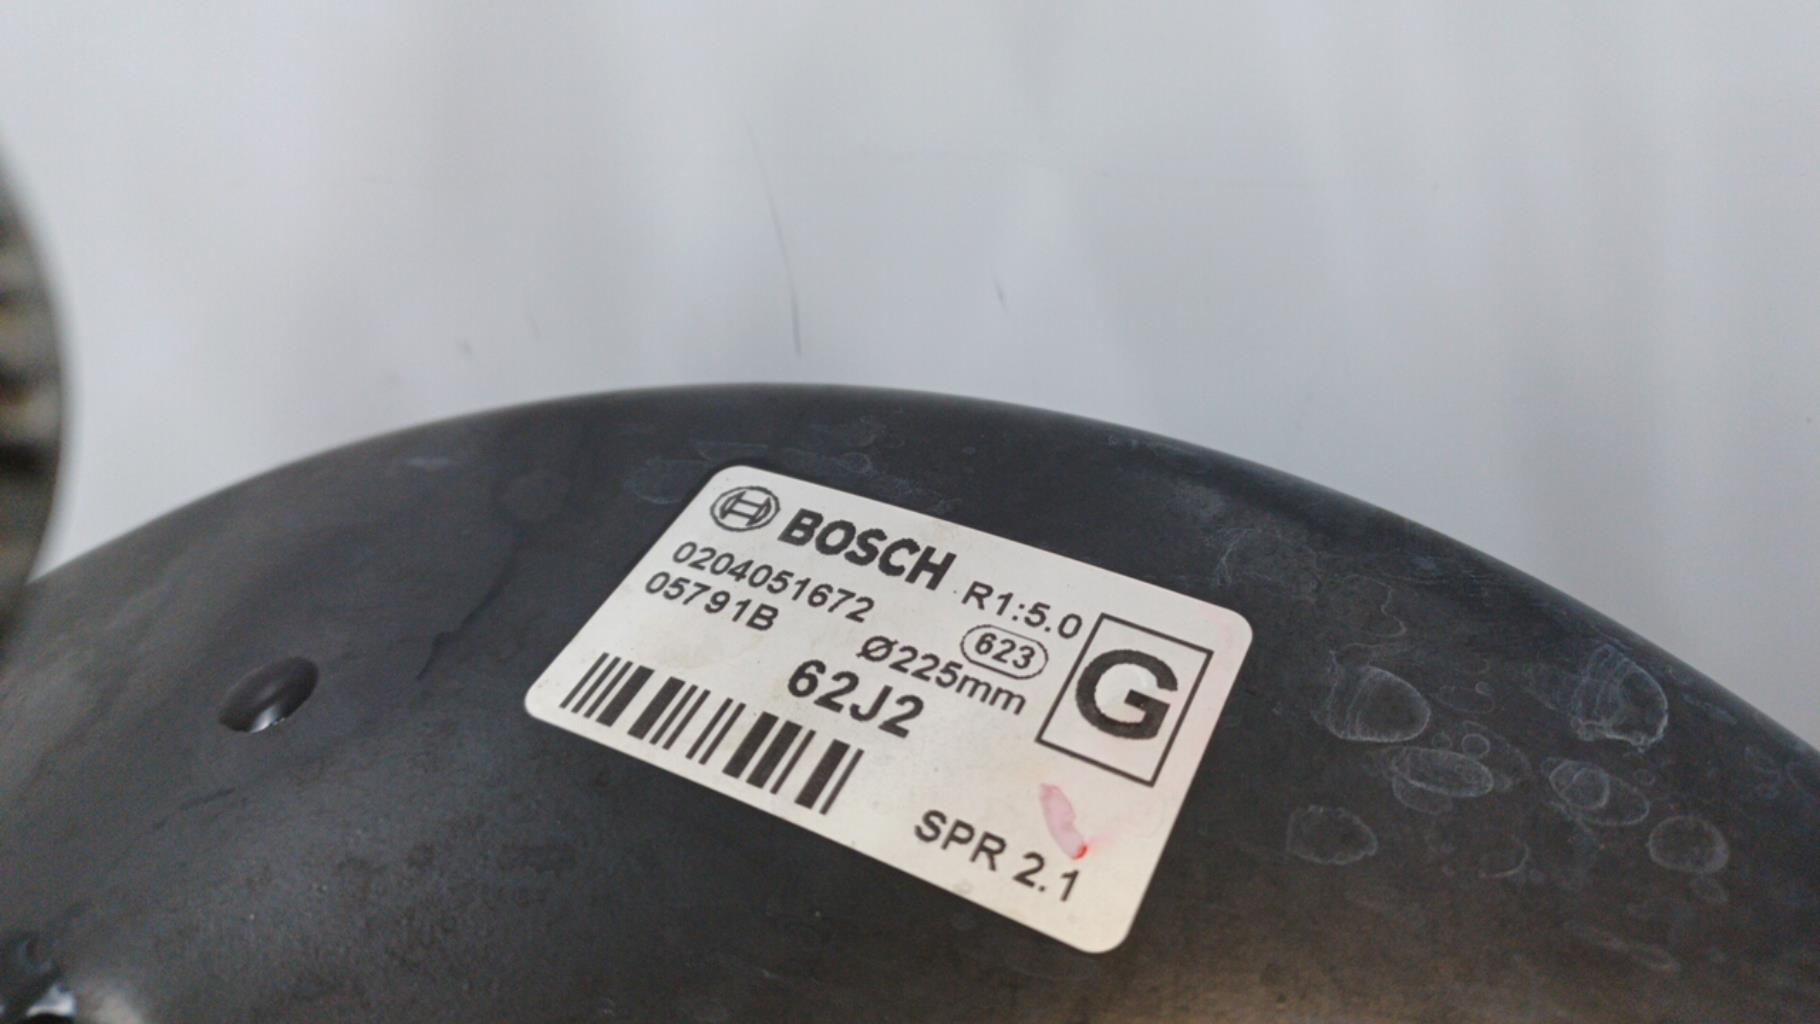 BOSCH R1:5.0
0204051672
05791B
623
Ø225mm
62J2
G
SPR 2.1